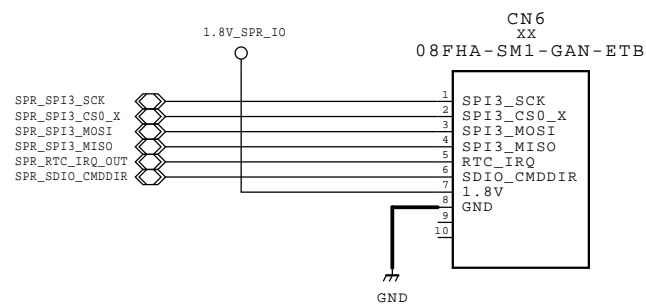 CN6
XX
08FHA-SM1-GAN-ETB
1.8V_SPR_IO
SPR_SPI3_SCK 1 SPI3_SCK
SPR_SPI3_CS0_X 2 SPI3_CS0_X
SPR_SPI3_MOSI 3 SPI3_MOSI
SPR_SPI3_MISO 4 SPI3_MISO
SPR_RTC_IRQ_OUT 5 RTC_IRQ
SPR_SDIO_CMDDIR 6 SDIO_CMDDIR
7 1.8V
8 GND
9
10
GND